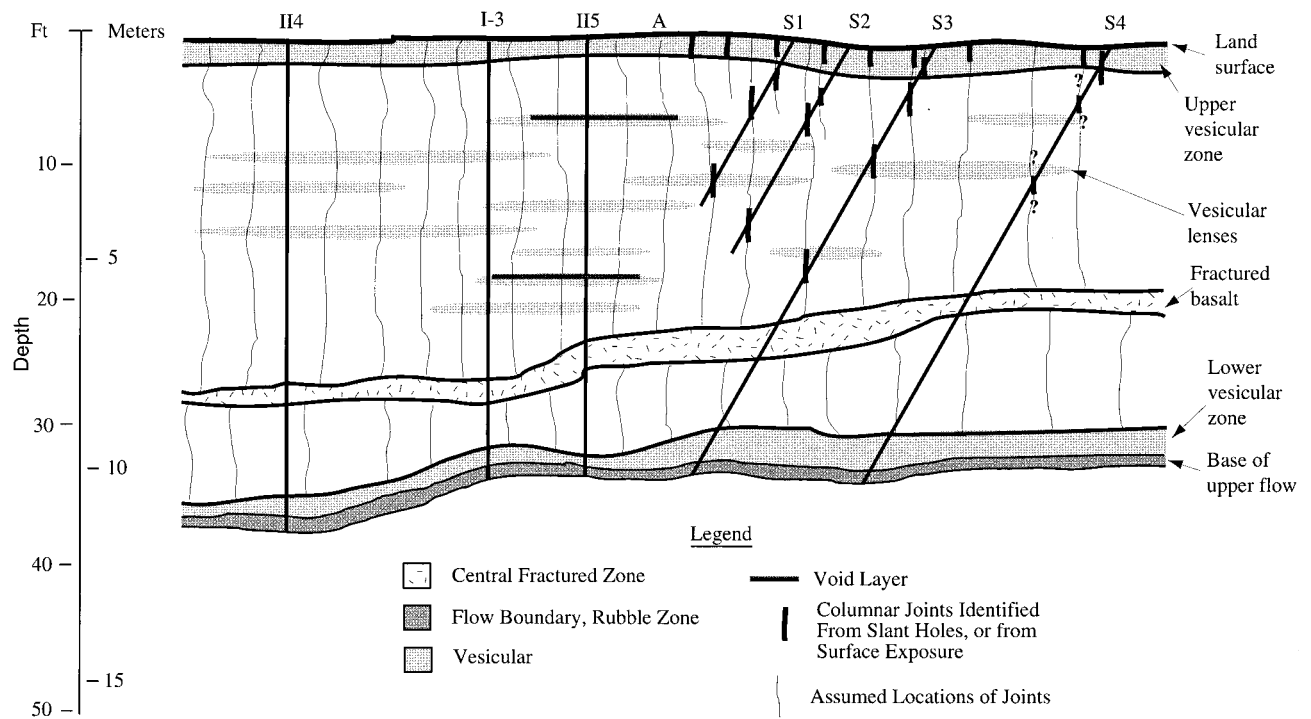 Ft
Meters
II4
I-3
II5
A
S1
S2
S3
S4
Land
surface
Upper
vesicular
zone
?
?
?
?
?
10
Vesicular
lenses
5
Fractured
basalt
20
Depth
Lower
vesicular
zone
30
10
Base of
upper flow
Legend
40
Central Fractured Zone
Flow Boundary, Rubble Zone
Vesicular
Void Layer
Columnar Joints Identified
From Slant Holes, or from
Surface Exposure
Assumed Locations of Joints
15
50